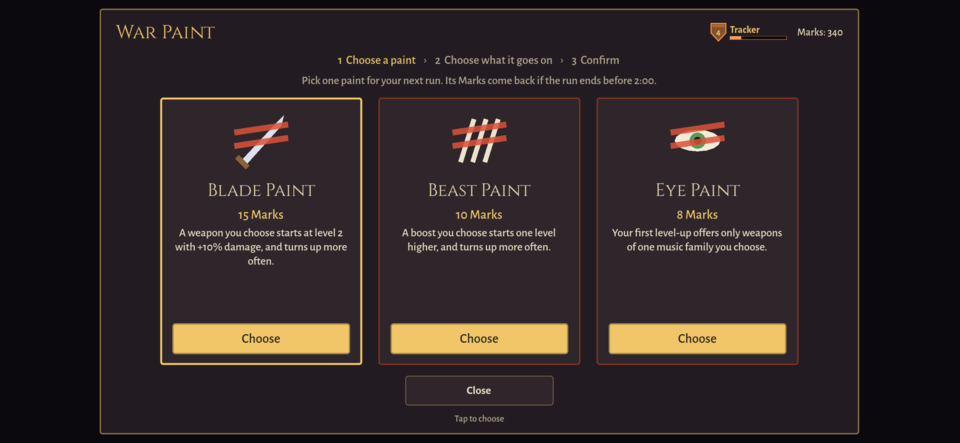 War Paint
4
Tracker
Marks: 340
1 Choose a paint › 2 Choose what it goes on › 3 Confirm
Pick one paint for your next run. Its Marks come back if the run ends before 2:00.
Blade Paint
15 Marks
A weapon you choose starts at level 2
with +10% damage, and turns up more
often.
Choose
Beast Paint
10 Marks
A boost you choose starts one level
higher, and turns up more often.
Choose
Eye Paint
8 Marks
Your first level-up offers only weapons
of one music family you choose.
Choose
Close
Tap to choose